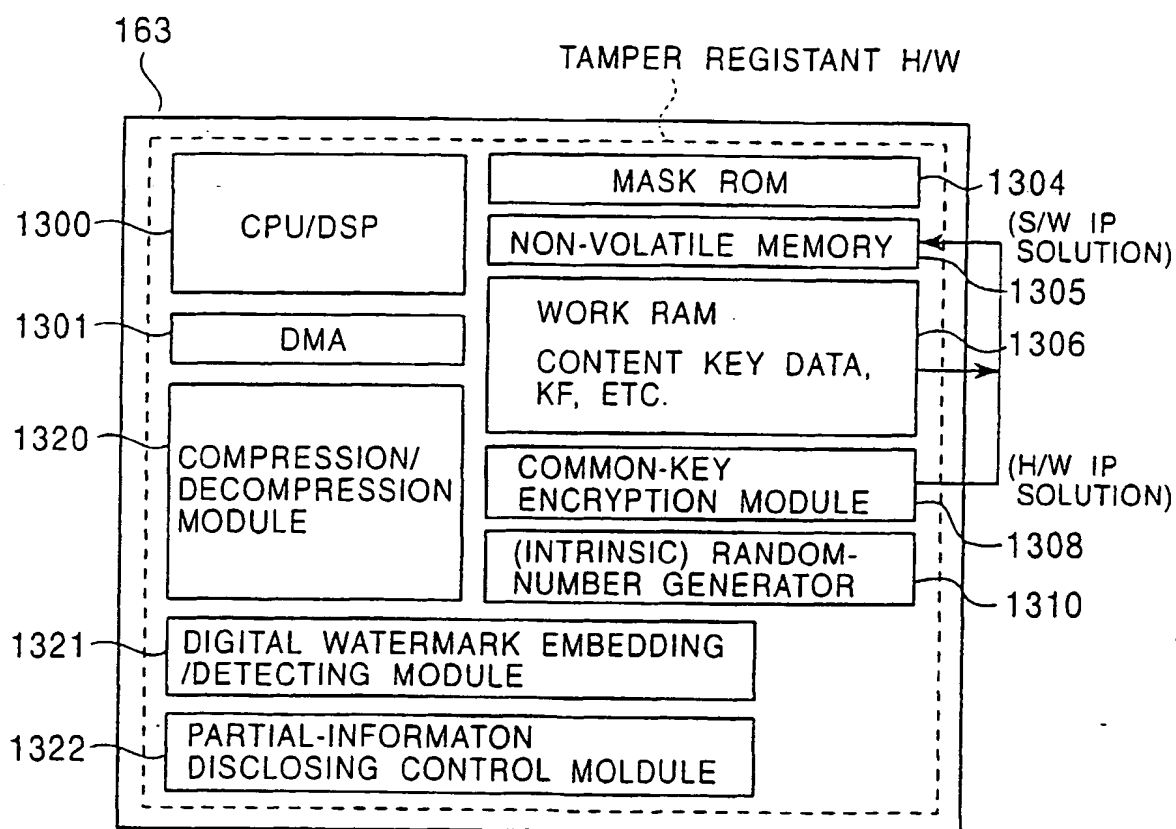 163
TAMPER REGISTANT H/W
1300
CPU/DSP
MASK ROM
1304
NON-VOLATILE MEMORY
(S/W IP
SOLUTION)
1305
1301
DMA
WORK RAM
CONTENT KEY DATA,
KF, ETC.
1306
1320
COMPRESSION/
DECOMPRESSION
MODULE
COMMON-KEY
ENCRYPTION MODULE
(H/W IP
SOLUTION)
1308
(INTRINSIC) RANDOM-
NUMBER GENERATOR
1310
1321
DIGITAL WATERMARK EMBEDDING
/DETECTING MODULE
1322
PARTIAL-INFORMATON
DISCLOSING CONTROL MOLDULE